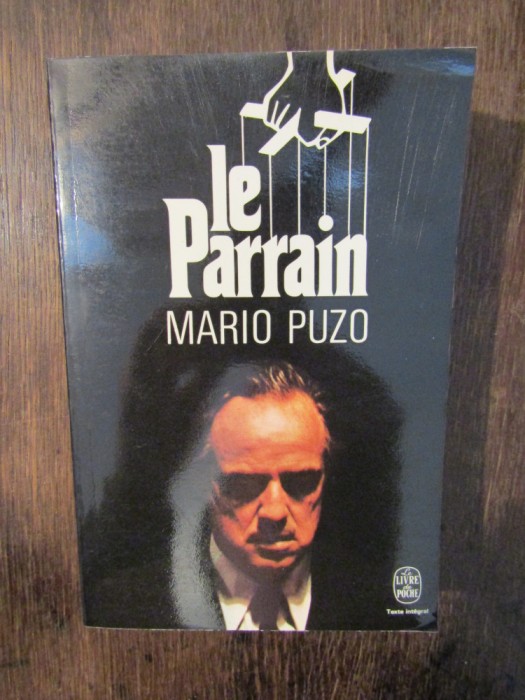 le
Parrain
MARIO PUZO
Le
LIVRE
de
POCHE
Texte intégral